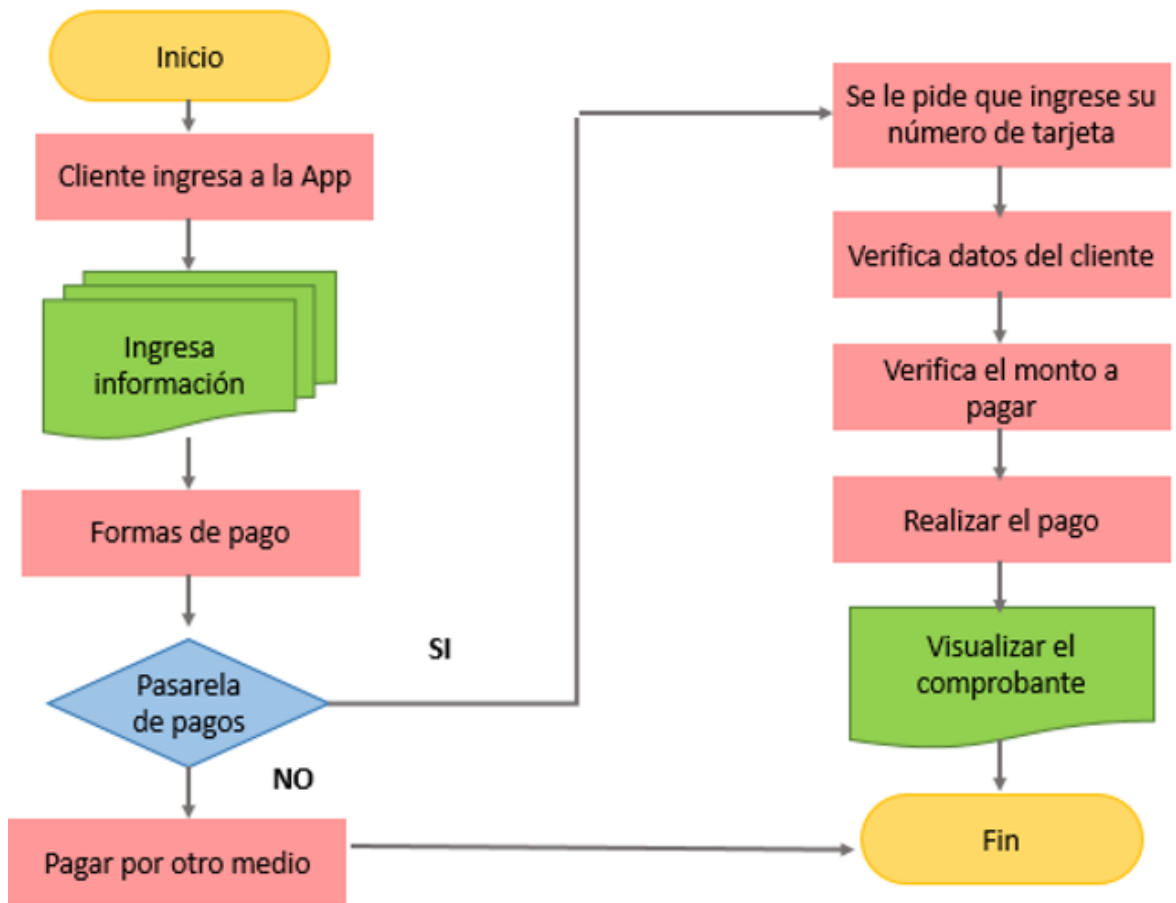 Inicio
Cliente ingresa a la App
Ingresa
información
Formas de pago
Pasarela
de pagos
SI
NO
Pagar por otro medio
Se le pide que ingrese su
número de tarjeta
Verifica datos del cliente
Verifica el monto a
pagar
Realizar el pago
Visualizar el
comprobante
Fin